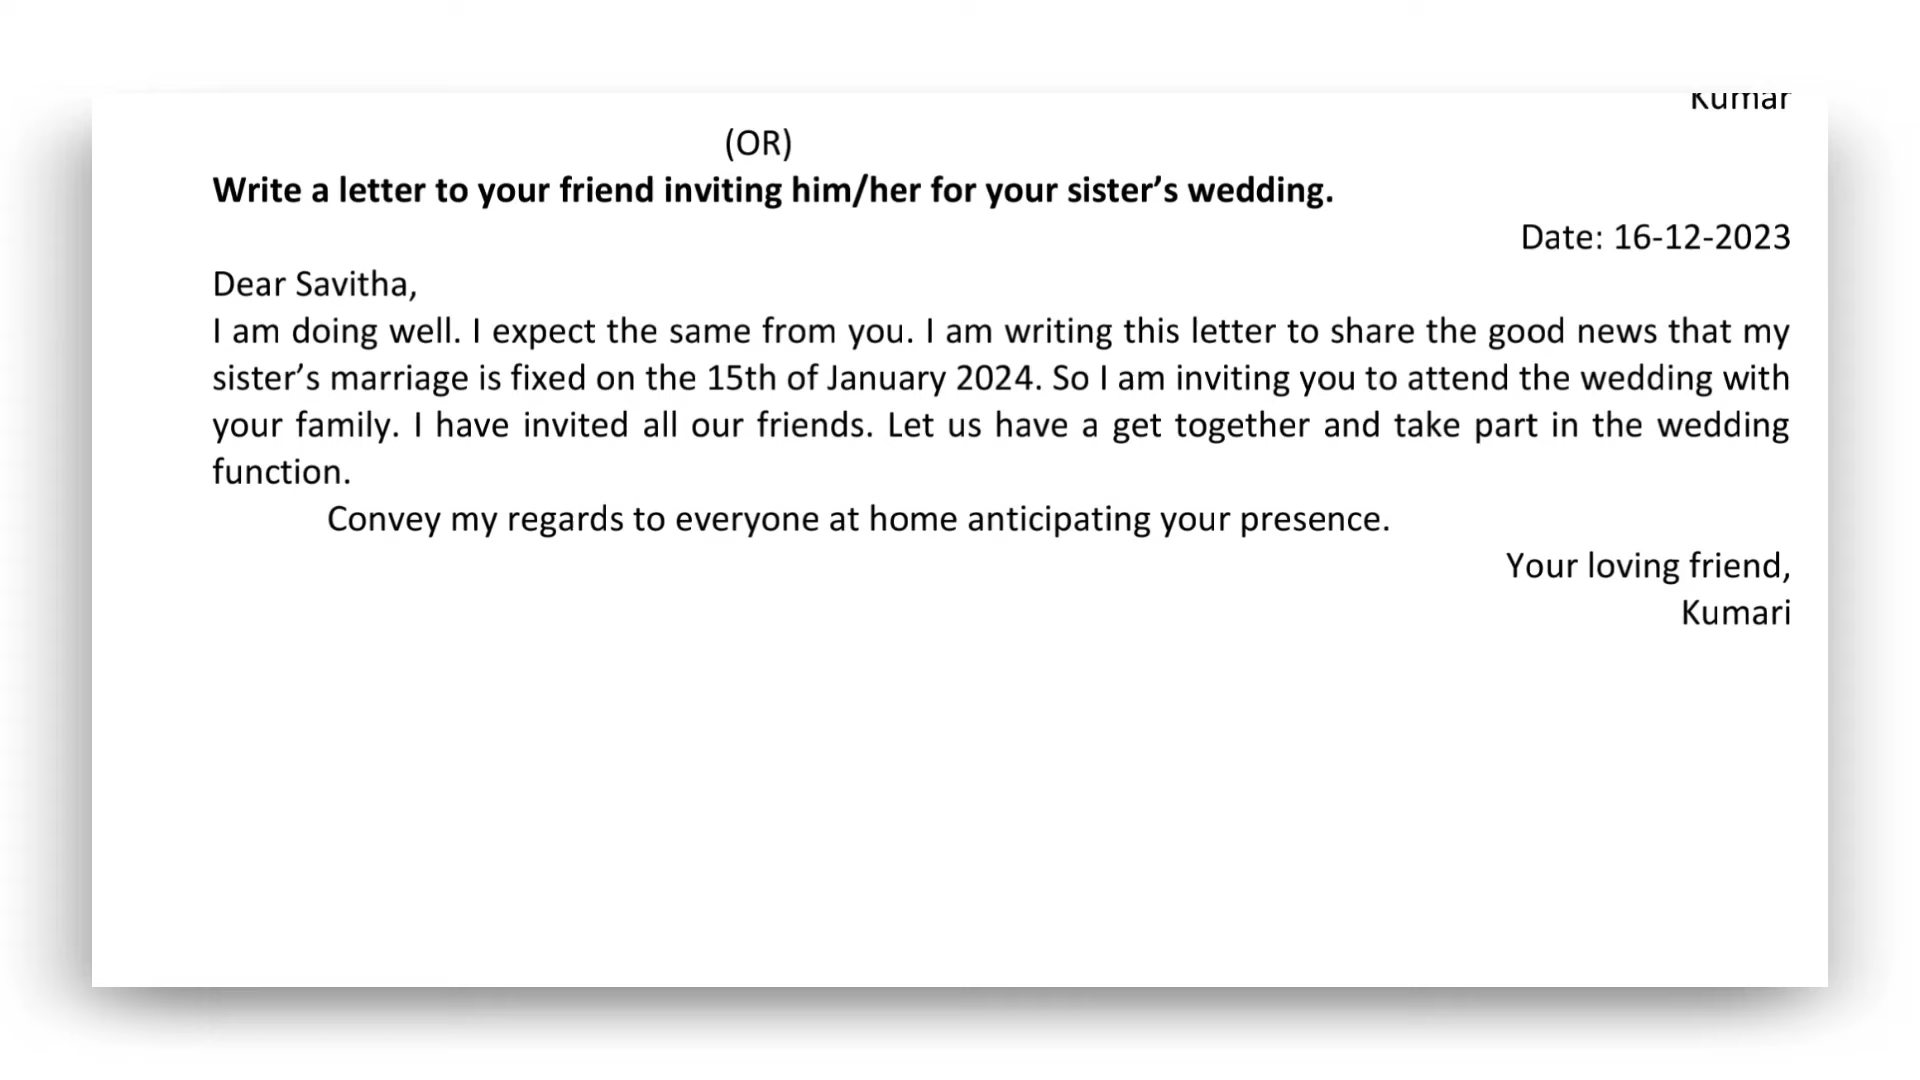 Kumar
(OR)
Write a letter to your friend inviting him/her for your sister’s wedding.
Date: 16-12-2023
Dear Savitha,
I am doing well. I expect the same from you. I am writing this letter to share the good news that my
sister’s marriage is fixed on the 15th of January 2024. So I am inviting you to attend the wedding with
your family. I have invited all our friends. Let us have a get together and take part in the wedding
function.
Convey my regards to everyone at home anticipating your presence.
Your loving friend,
Kumari